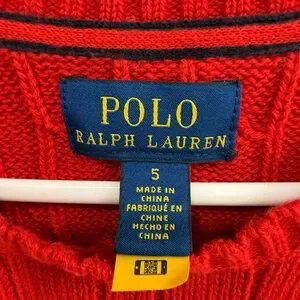 POLO
RALPH LAUREN
5
MADE IN
CHINA
FABRIQUÉ EN
CHINE
HECHO EN
CHINA